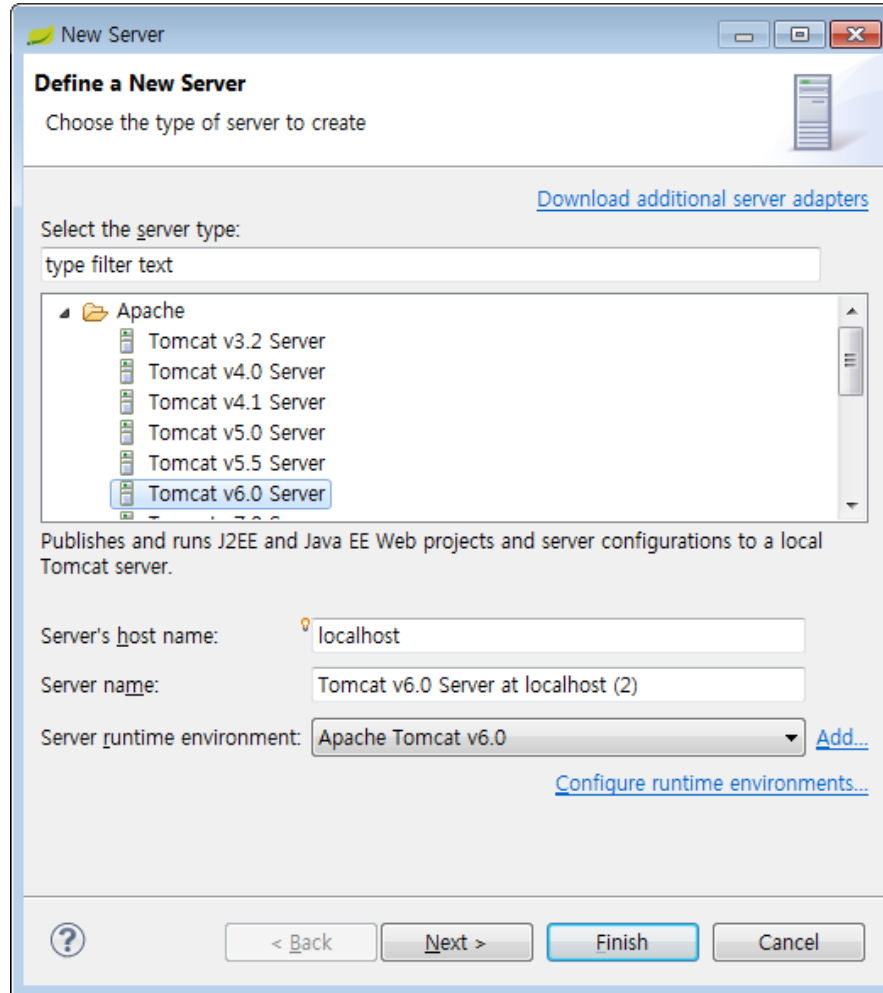 New Server
Define a New Server
Choose the type of server to create
Download additional server adapters
Select the server type:
type filter text
Apache
Tomcat v3.2 Server
Tomcat v4.0 Server
Tomcat v4.1 Server
Tomcat v5.0 Server
Tomcat v5.5 Server
Tomcat v6.0 Server
Publishes and runs J2EE and Java EE Web projects and server configurations to a local
Tomcat server.
Server's host name: localhost
Server name: Tomcat v6.0 Server at localhost (2)
Server runtime environment: Apache Tomcat v6.0 Add...
Configure runtime environments...
< Back Next > Finish Cancel